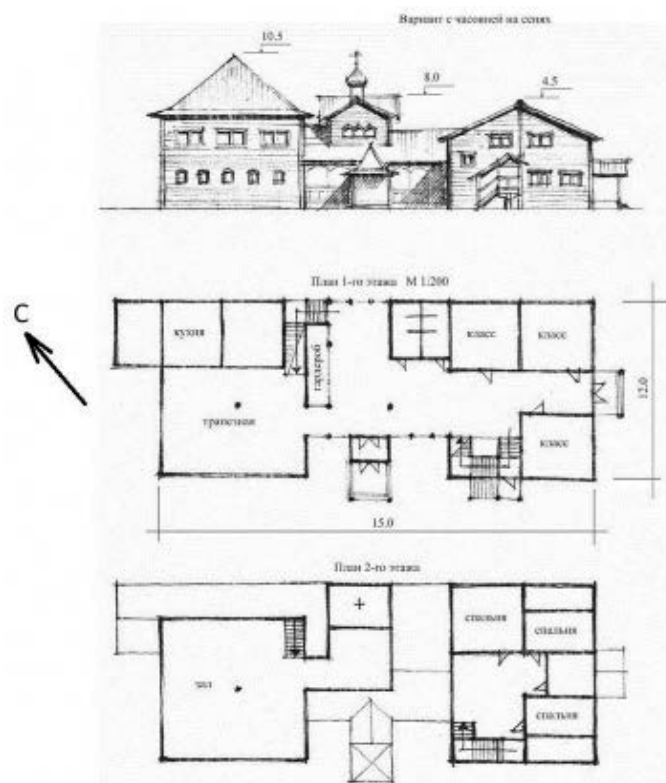 Вариант с часовней на сенях
10.5
8.0
4.5
План 1-го этажа М 1:200
С
кухня
класс
класс
гардероб
12.0
трапезная
класс
15.0
План 2-го этажа
спальня
спальня
зал
спальня